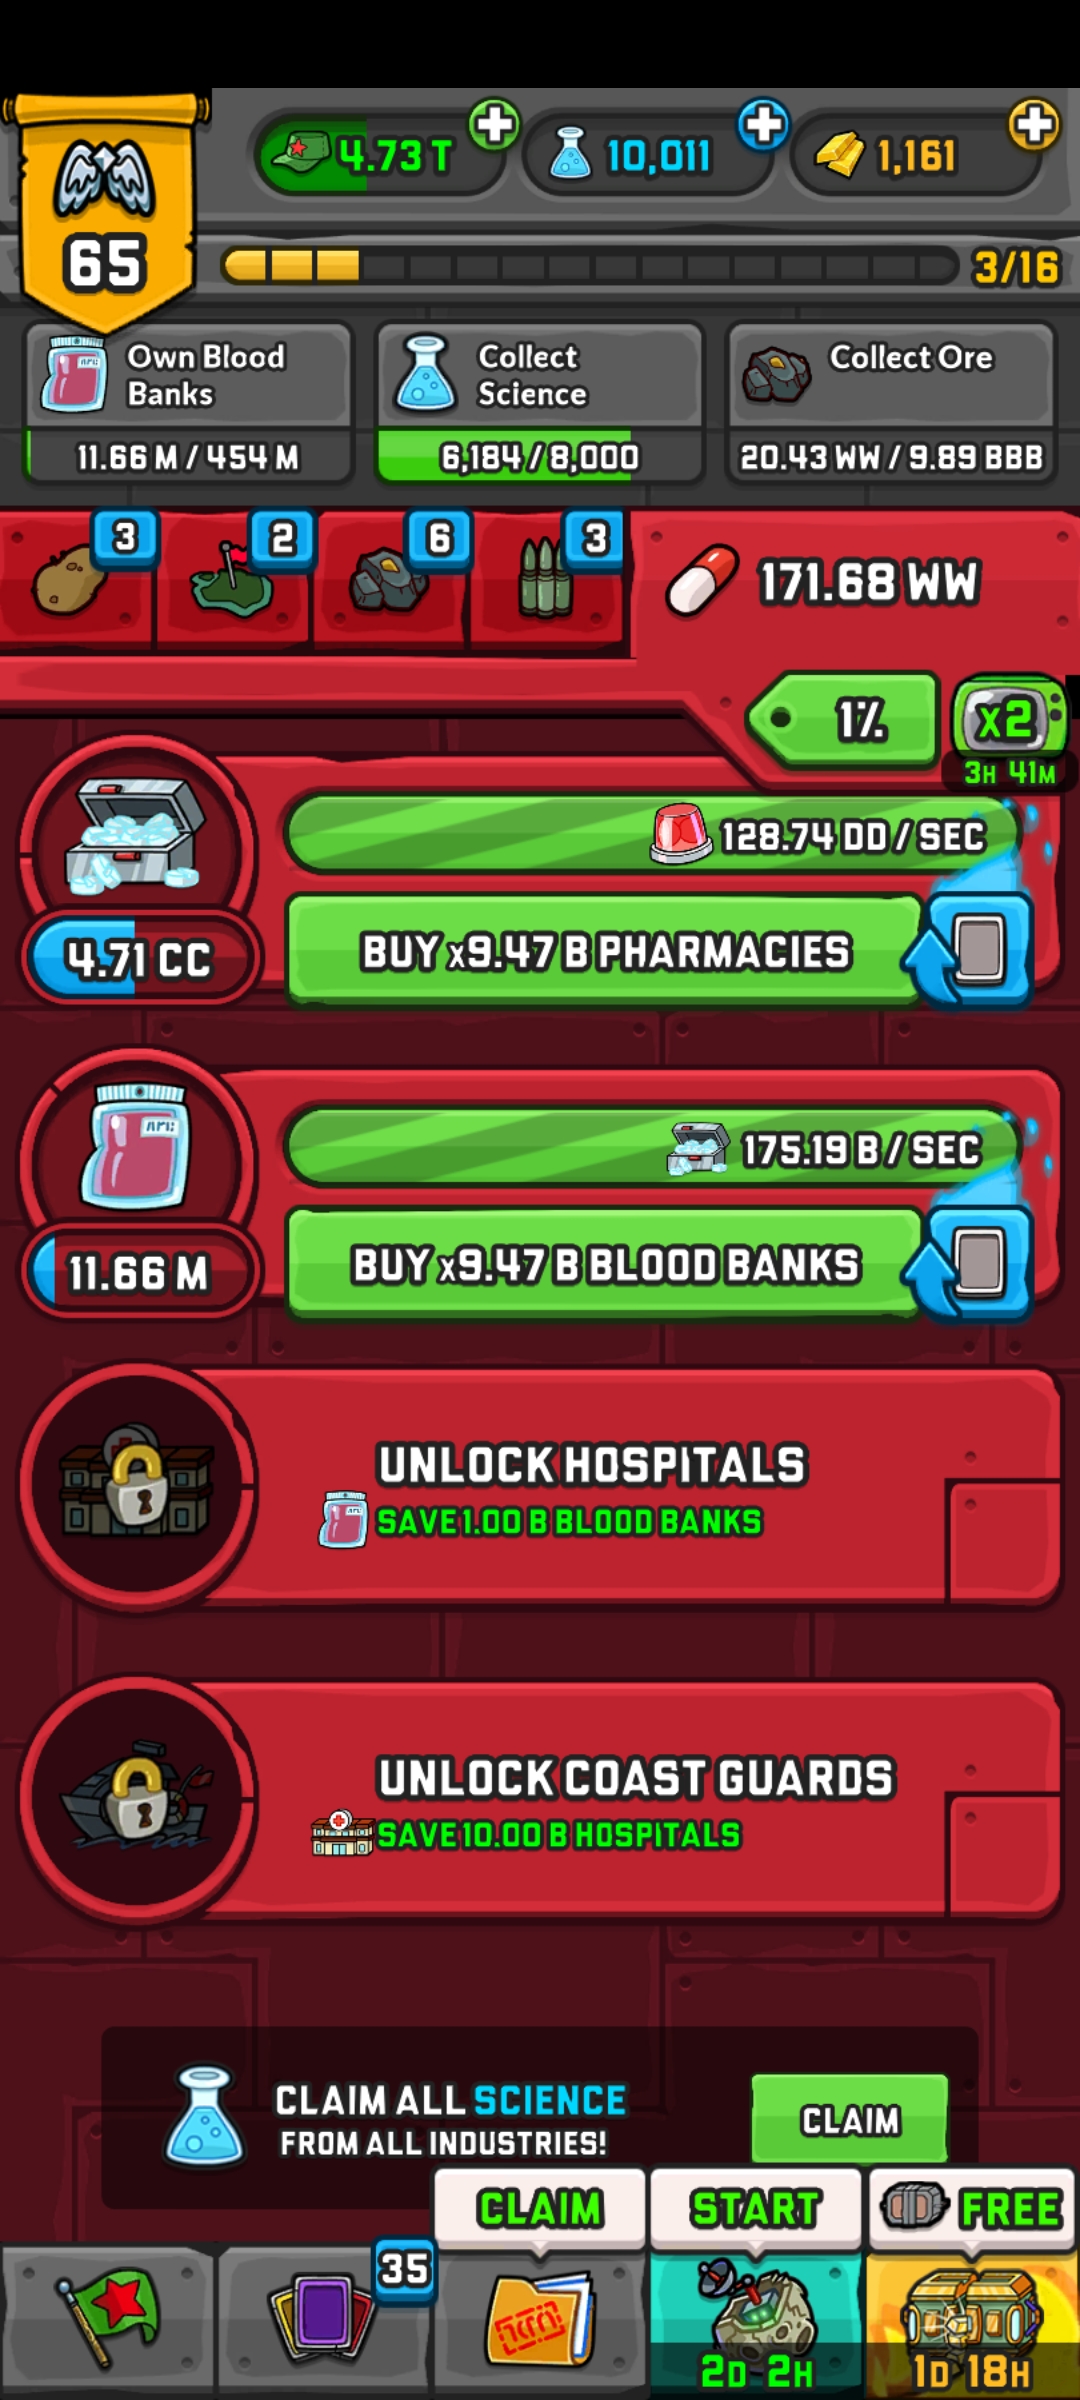 4.73 T
10,011
1,161
65
3/16
Own Blood
Banks
11.66 M / 454 M
Collect
Science
6,184 / 8,000
Collect Ore
20.43 WW / 9.89 BBB
3
2
6
3
171.68 WW
1%
x2
3H 41M
128.74 DD / SEC
4.71 CC
BUY x9.47 B PHARMACIES
175.19 B / SEC
11.66 M
BUY x9.47 B BLOOD BANKS
UNLOCK HOSPITALS
SAVE 1.00 B BLOOD BANKS
UNLOCK COAST GUARDS
SAVE 10.00 B HOSPITALS
CLAIM ALL SCIENCE
FROM ALL INDUSTRIES!
CLAIM
CLAIM
START
FREE
35
2D 2H
1D 18H